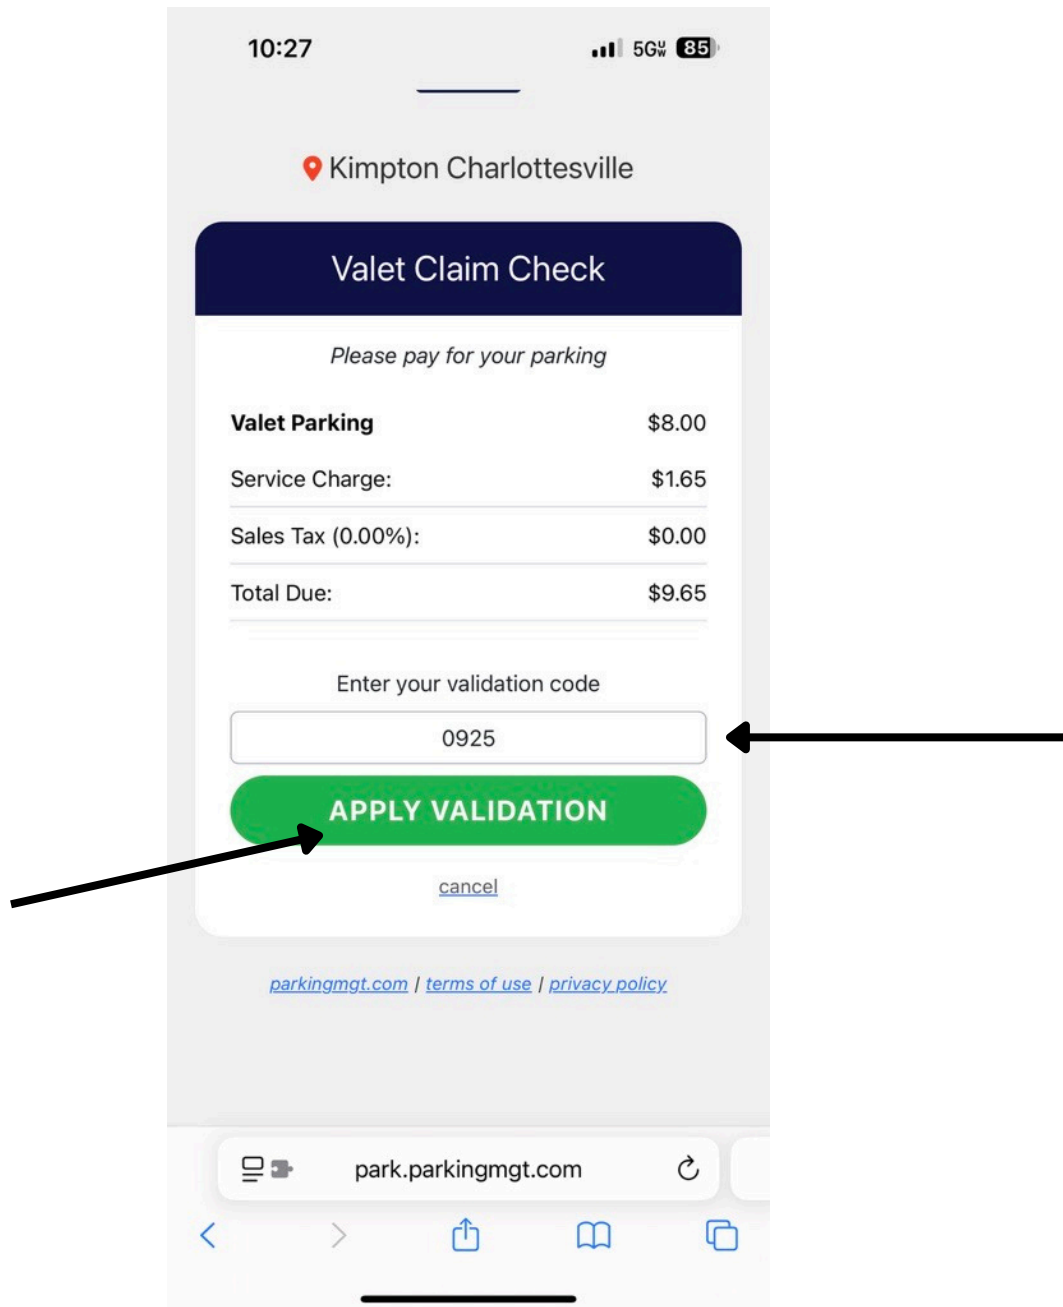 10:27 5GUW 85
Kimpton Charlottesville
Valet Claim Check
Please pay for your parking
Valet Parking $8.00
Service Charge: $1.65
Sales Tax (0.00%): $0.00
Total Due: $9.65
Enter your validation code
0925
APPLY VALIDATION
cancel
parkingmgt.com | terms of use | privacy policy
park.parkingmgt.com